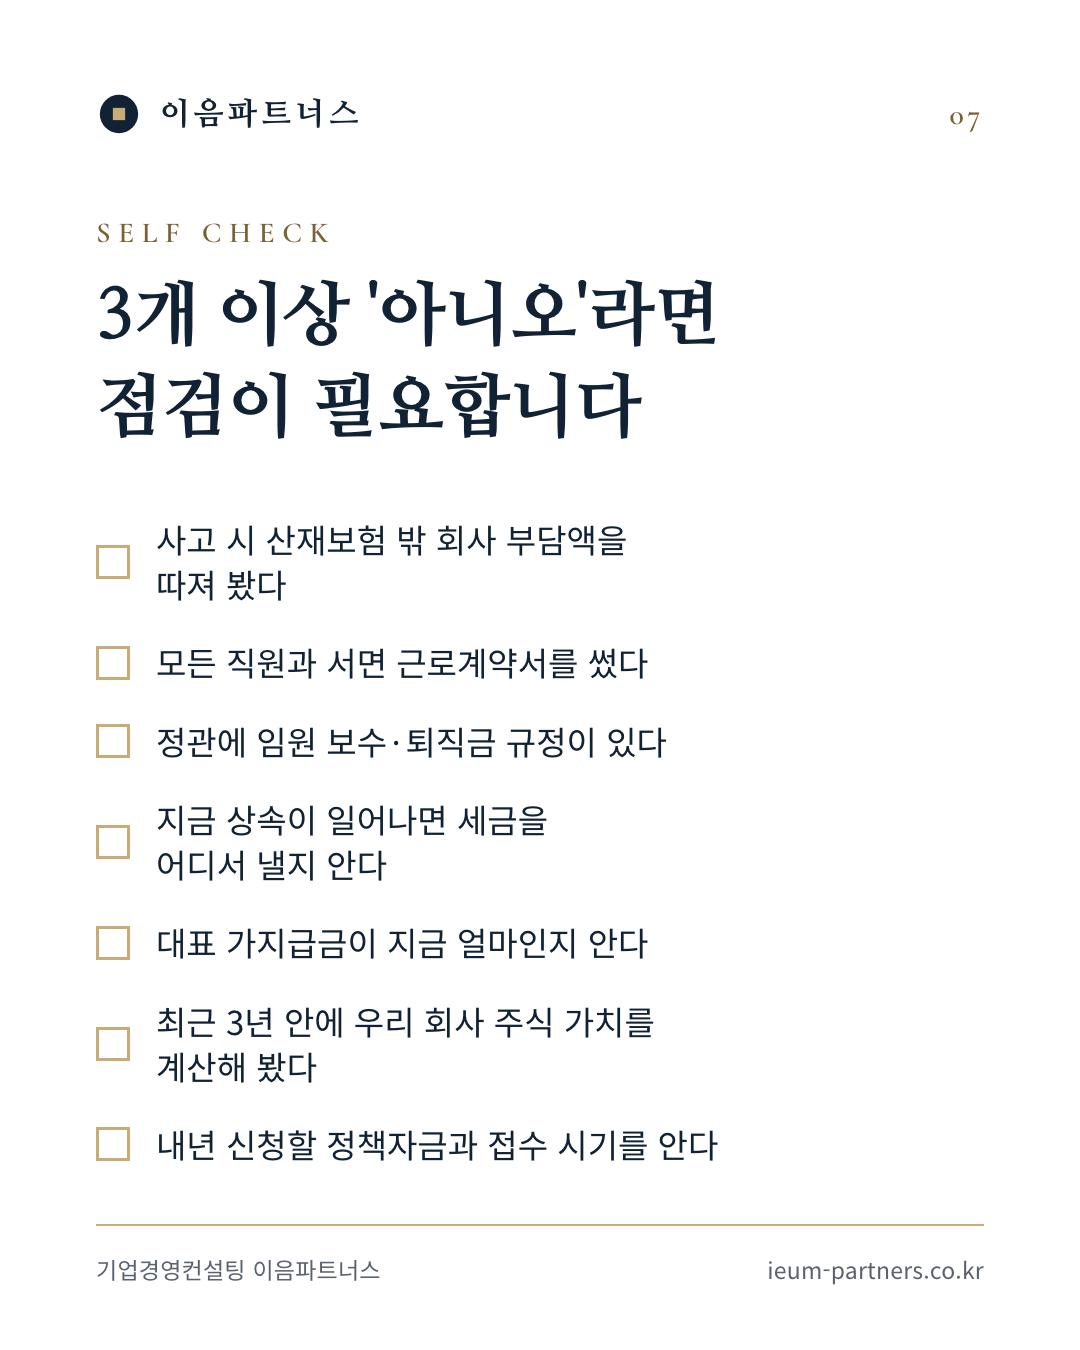 이음파트너스
07
SELF CHECK
3개 이상 '아니오'라면
점검이 필요합니다
사고 시 산재보험 밖 회사 부담액을
따져 봤다
모든 직원과 서면 근로계약서를 썼다
정관에 임원 보수·퇴직금 규정이 있다
지금 상속이 일어나면 세금을
어디서 낼지 안다
대표 가지급금이 지금 얼마인지 안다
최근 3년 안에 우리 회사 주식 가치를
계산해 봤다
내년 신청할 정책자금과 접수 시기를 안다
기업경영컨설팅 이음파트너스
ieum-partners.co.kr